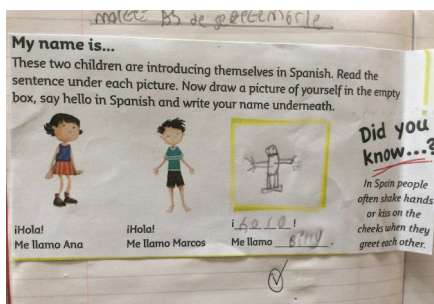 My name is...
These two children are introducing themselves in Spanish. Read the
sentence under each picture. Now draw a picture of yourself in the empty
box, say hello in Spanish and write your name underneath.
Did you
know...?
In Spain people
often shake hands
or kiss on the
cheeks when they
greet each other.
¡Hola!
Me llamo Ana
¡Hola!
Me llamo Marcos
¡ !
Me llamo Billy.